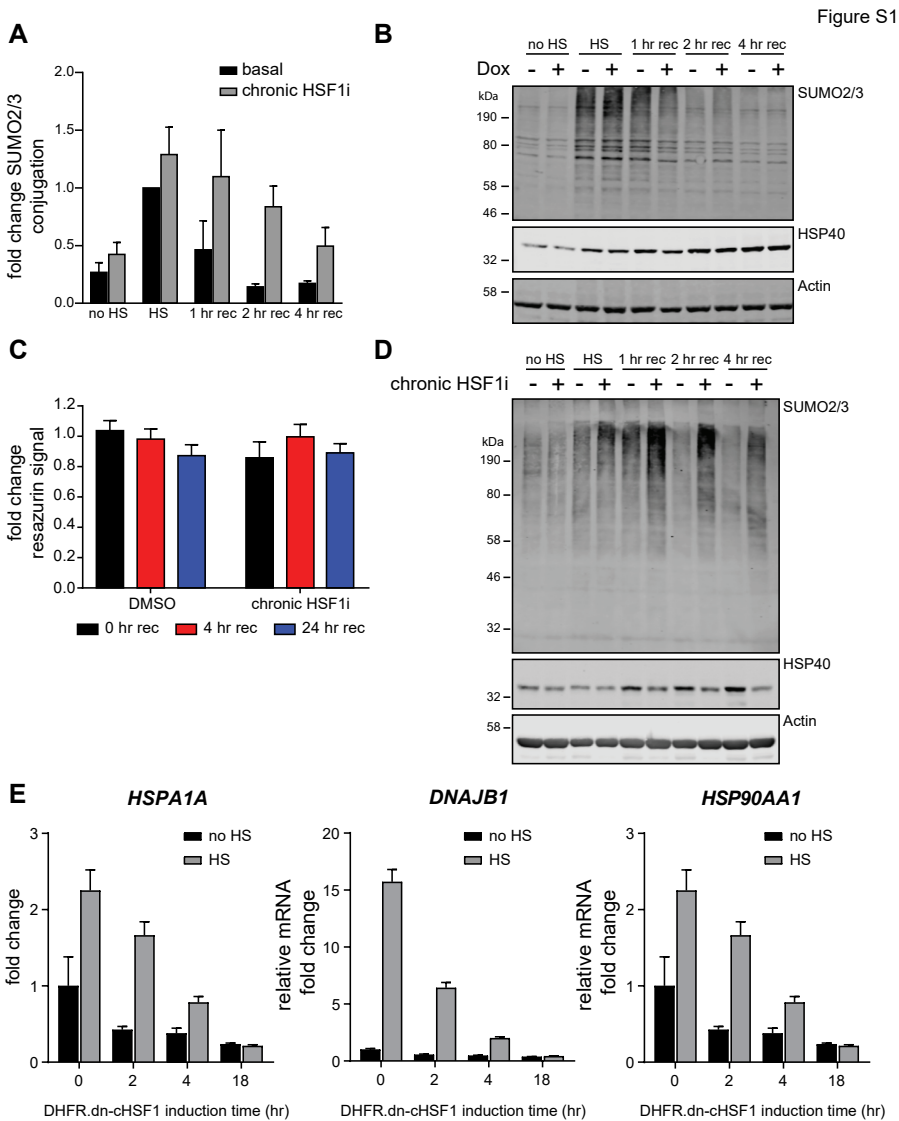 Figure S1
A
basal
chronic HSF1i
fold change SUMO2/3
conjugation
2.0
1.5
1.0
0.5
0.0
no HS HS 1 hr rec 2 hr rec 4 hr rec
B
no HS HS 1 hr rec 2 hr rec 4 hr rec
Dox - + - + - + - + - +
kDa
190
80
58
46
SUMO2/3
32
HSP40
58
Actin
C
fold change
resazurin signal
1.2
1.0
0.8
0.6
0.4
0.2
0.0
DMSO chronic HSF1i
0 hr rec 4 hr rec 24 hr rec
D
no HS HS 1 hr rec 2 hr rec 4 hr rec
chronic HSF1i - + - + - + - + - +
kDa
190
80
58
46
32
SUMO2/3
32
HSP40
58
Actin
E
HSPA1A
no HS
HS
fold change
3
2
1
0
0 2 4 18
DHFR.dn-cHSF1 induction time (hr)
DNAJB1
no HS
HS
relative mRNA
fold change
20
15
10
5
0
0 2 4 18
DHFR.dn-cHSF1 induction time (hr)
HSP90AA1
no HS
HS
relative mRNA
fold change
3
2
1
0
0 2 4 18
DHFR.dn-cHSF1 induction time (hr)